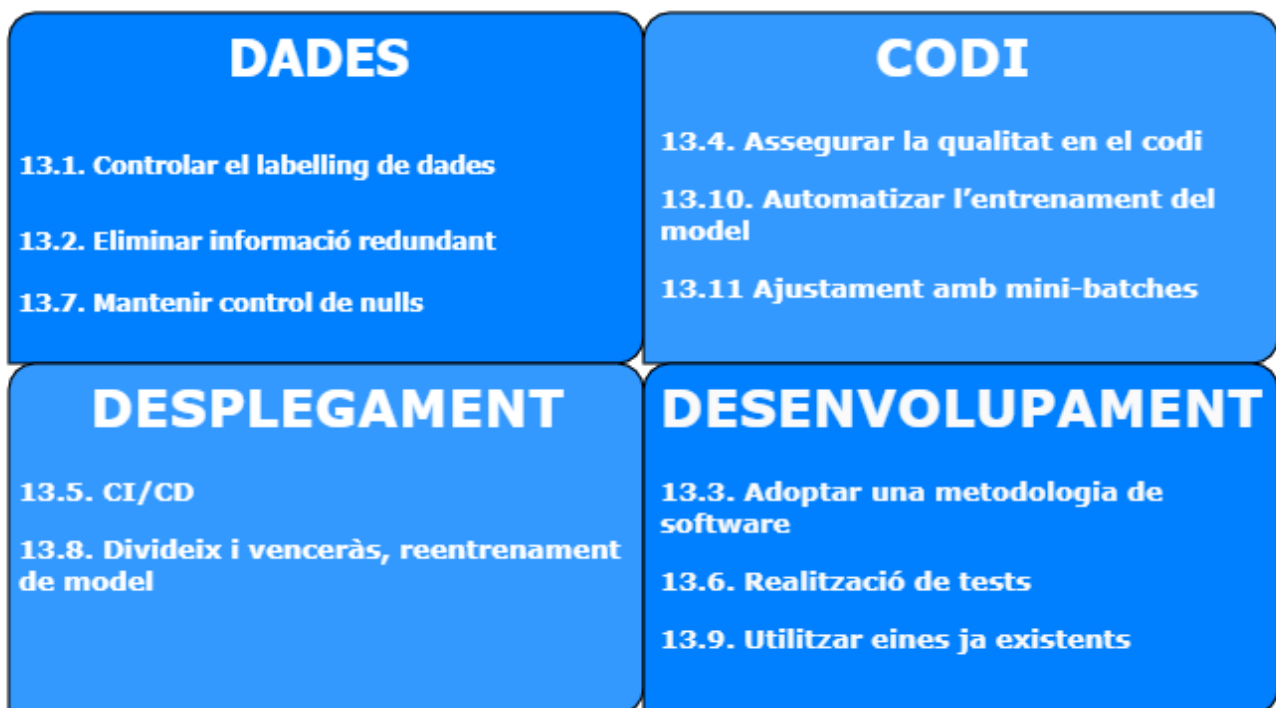 DADES
13.1. Controlar el labelling de dades
13.2. Eliminar informació redundant
13.7. Mantenir control de nulls
CODI
13.4. Assegurar la qualitat en el codi
13.10. Automatizar l’entrenament del
model
13.11 Ajustament amb mini-batches
DESPLEGAMENT
13.5. CI/CD
13.8. Divideix i venceràs, reentrenament
de model
DESENVOLUPAMENT
13.3. Adoptar una metodologia de
software
13.6. Realització de tests
13.9. Utilitzar eines ja existents